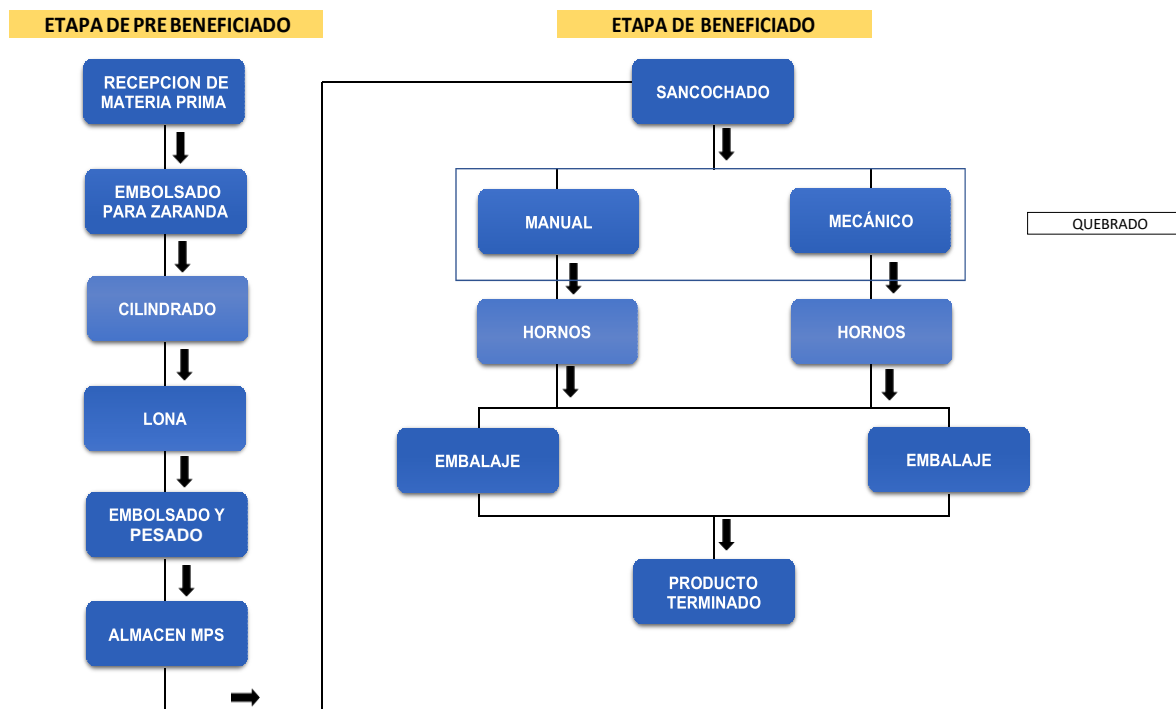 ETAPA DE PRE BENEFICIADO
RECEPCION DE
MATERIA PRIMA
EMBOLSADO
PARA ZARANDA
CILINDRADO
LONA
EMBOLSADO Y
PESADO
ALMACEN MPS
ETAPA DE BENEFICIADO
SANCOCHADO
MANUAL
MECÁNICO
QUEBRADO
HORNOS
HORNOS
EMBALAJE
EMBALAJE
PRODUCTO
TERMINADO